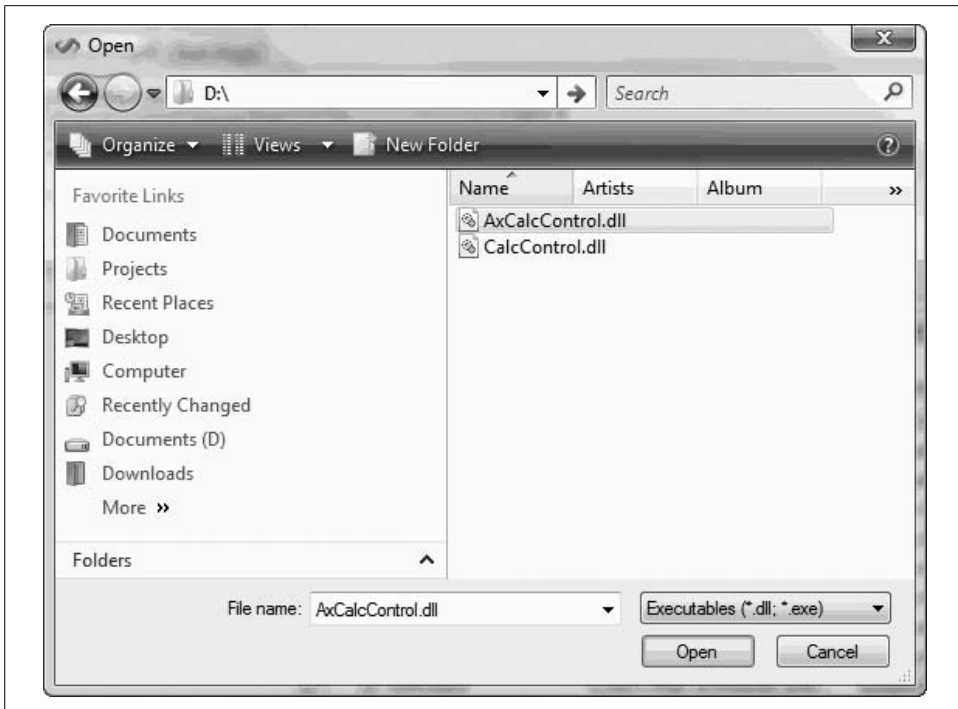 Open
D:\
Search
Organize Views New Folder
Favorite Links
Documents
Projects
Recent Places
Desktop
Computer
Recently Changed
Documents (D)
Downloads
More »
Folders
Name Artists Album »
AxCalcControl.dll
CalcControl.dll
File name: AxCalcControl.dll
Executables (*.dll; *.exe)
Open Cancel